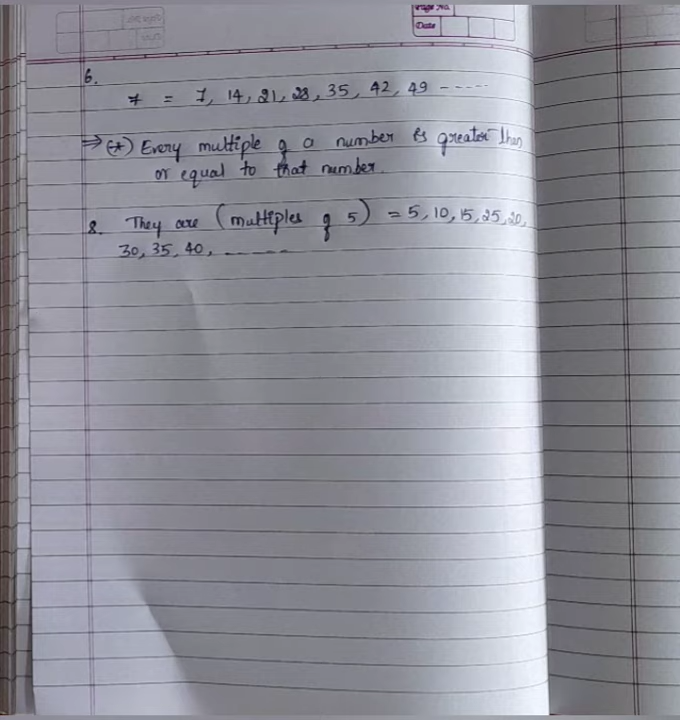 Page No.
Date
6.
7 = 7, 14, 21, 28, 35, 42, 49 -----
⇒ (*) Every multiple of a number is greater than
or equal to that number.
8. They are (multiples of 5) = 5, 10, 15, 25, 20,
30, 35, 40, ------